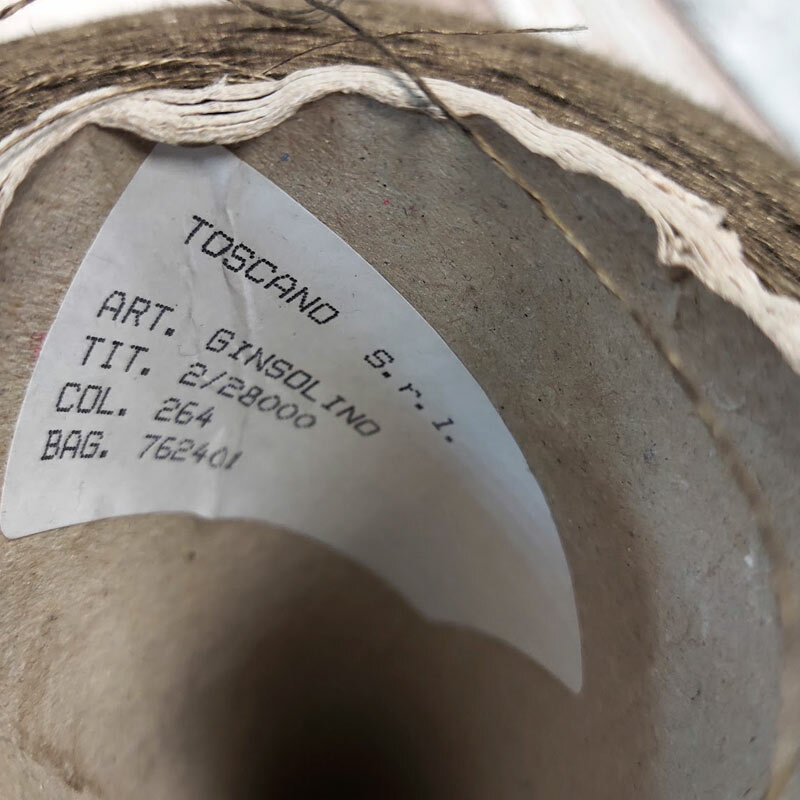 TOSCANO S.r.l.
ART. GINSOLINO
TIT. 2/28000
COL. 264
BAG. 762401